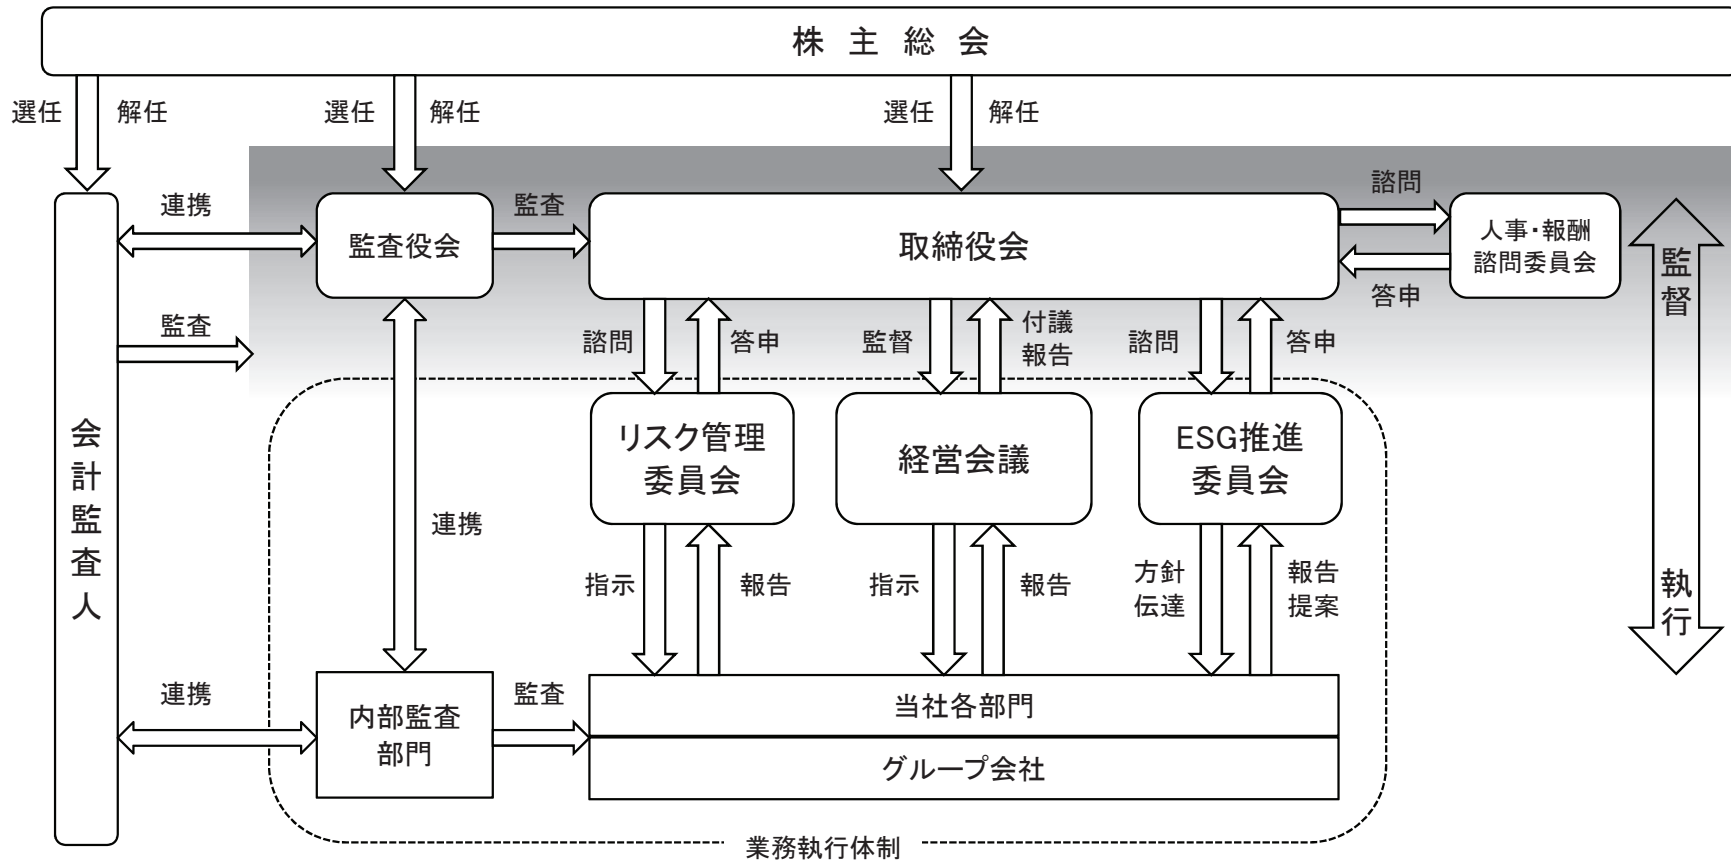 株主総会
選任
解任
選任
解任
選任
解任
連携
監査役会
監査
取締役会
諮問
答申
人事・報酬
諮問委員会
監督
執行
監査
会計監査人
諮問
答申
監督
付議
報告
諮問
答申
リスク管理
委員会
経営会議
ESG推進
委員会
連携
指示
報告
指示
報告
方針
伝達
報告
提案
連携
内部監査
部門
監査
当社各部門
グループ会社
業務執行体制